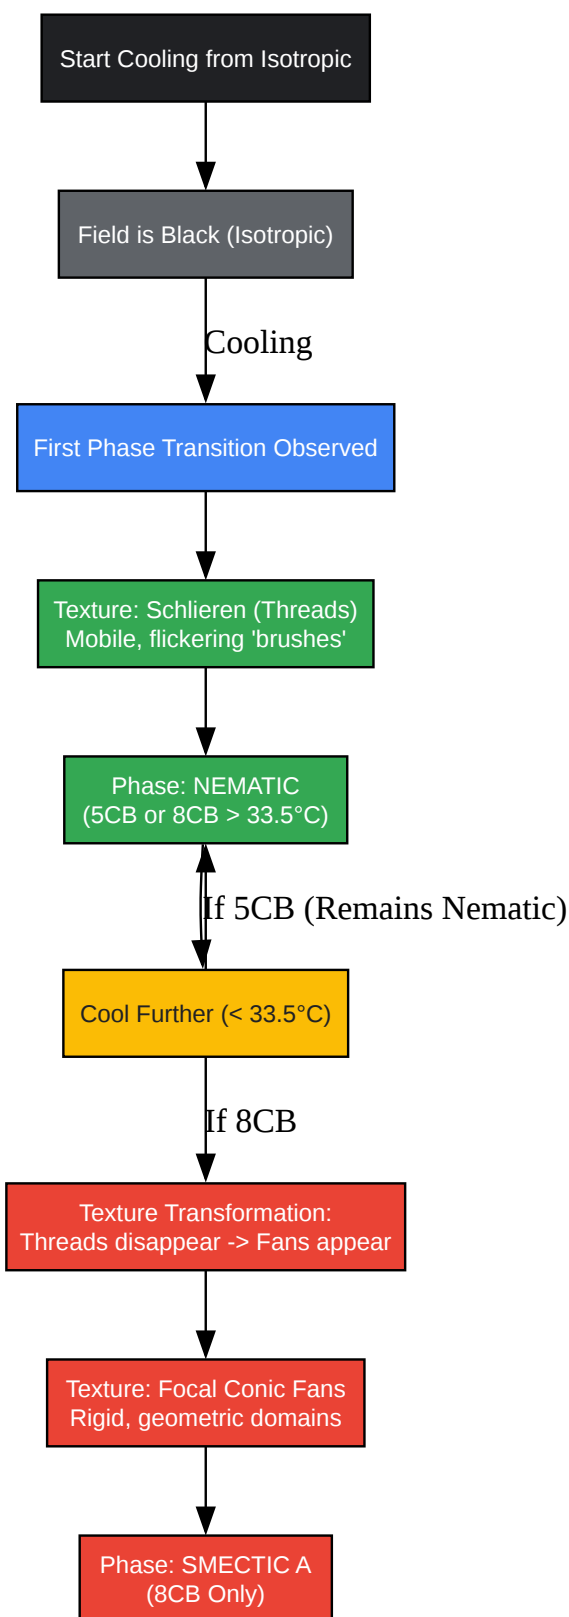 Start Cooling from Isotropic
Field is Black (Isotropic)
Cooling
First Phase Transition Observed
Texture: Schlieren (Threads)
Mobile, flickering 'brushes'
Phase: NEMATIC
(5CB or 8CB > 33.5°C)
If 5CB (Remains Nematic)
Cool Further (< 33.5°C)
If 8CB
Texture Transformation:
Threads disappear -> Fans appear
Texture: Focal Conic Fans
Rigid, geometric domains
Phase: SMECTIC A
(8CB Only)